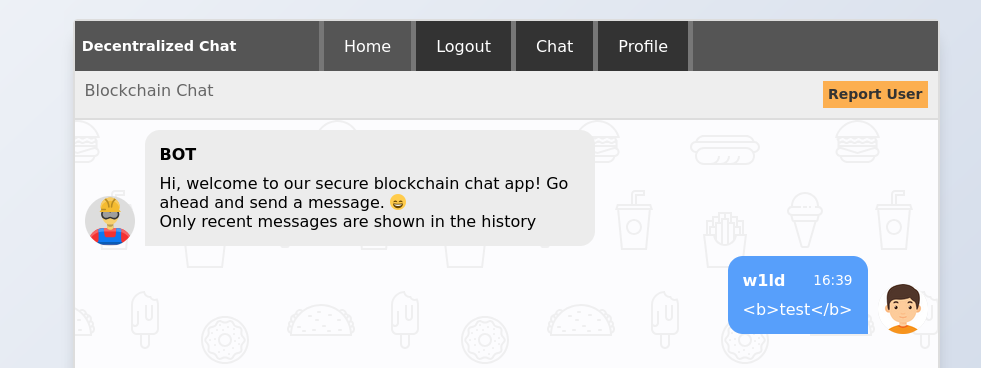 Decentralized Chat Home Logout Chat Profile
Blockchain Chat Report User
BOT
Hi, welcome to our secure blockchain chat app! Go
ahead and send a message. 😄
Only recent messages are shown in the history
w1ld 16:39
<b>test</b>